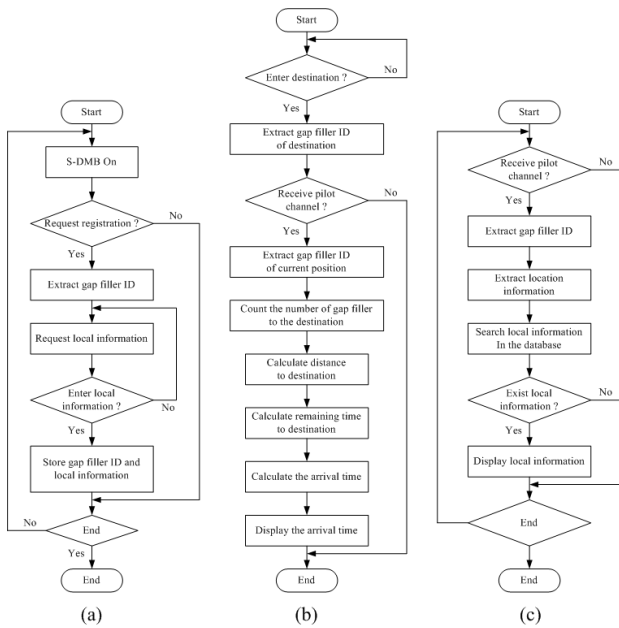 Start
S-DMB On
Request registration ?
No
Yes
Extract gap filler ID
Request local information
Enter local
information ?
No
Yes
Store gap filler ID and
local information
No
End
Yes
End
(a)
Start
No
Enter destination ?
Yes
Extract gap filler ID
of destination
Receive pilot
channel ?
No
Yes
Extract gap filler ID
of current position
Count the number of gap filler
to the destination
Calculate distance
to destination
Calculate remaining time
to destination
Calculate the arrival time
Display the arrival time
End
(b)
Start
Receive pilot
channel ?
No
Yes
Extract gap filler ID
Extract location
information
Search local information
In the database
Exist local
information ?
No
Yes
Display local information
End
End
(c)